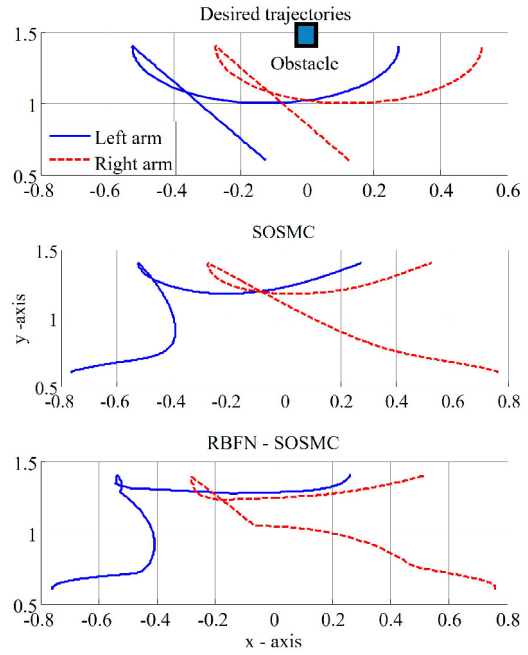 Desired trajectories
1.5
Obstacle
1
Left arm
Right arm
0.5
-0.8 -0.6 -0.4 -0.2 0 0.2 0.4 0.6
SOSMC
1.5
y -axis
1
0.5
-0.8 -0.6 -0.4 -0.2 0 0.2 0.4 0.6 0.8
RBFN - SOSMC
1.5
1
0.5
-0.8 -0.6 -0.4 -0.2 0 0.2 0.4 0.6 0.8
x - axis